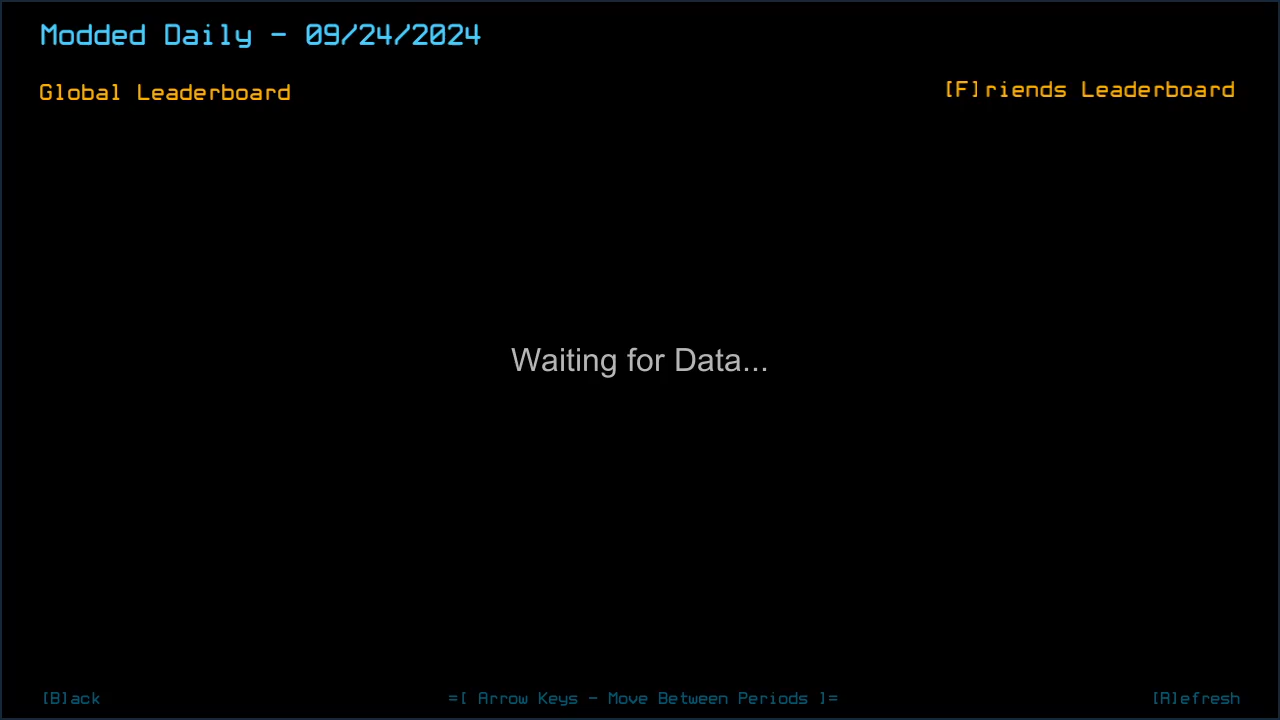 Modded Daily - 09/24/2024
Global Leaderboard
[F]riends Leaderboard
Waiting for Data...
[B]ack
=[ Arrow Keys - Move Between Periods ]=
[R]efresh